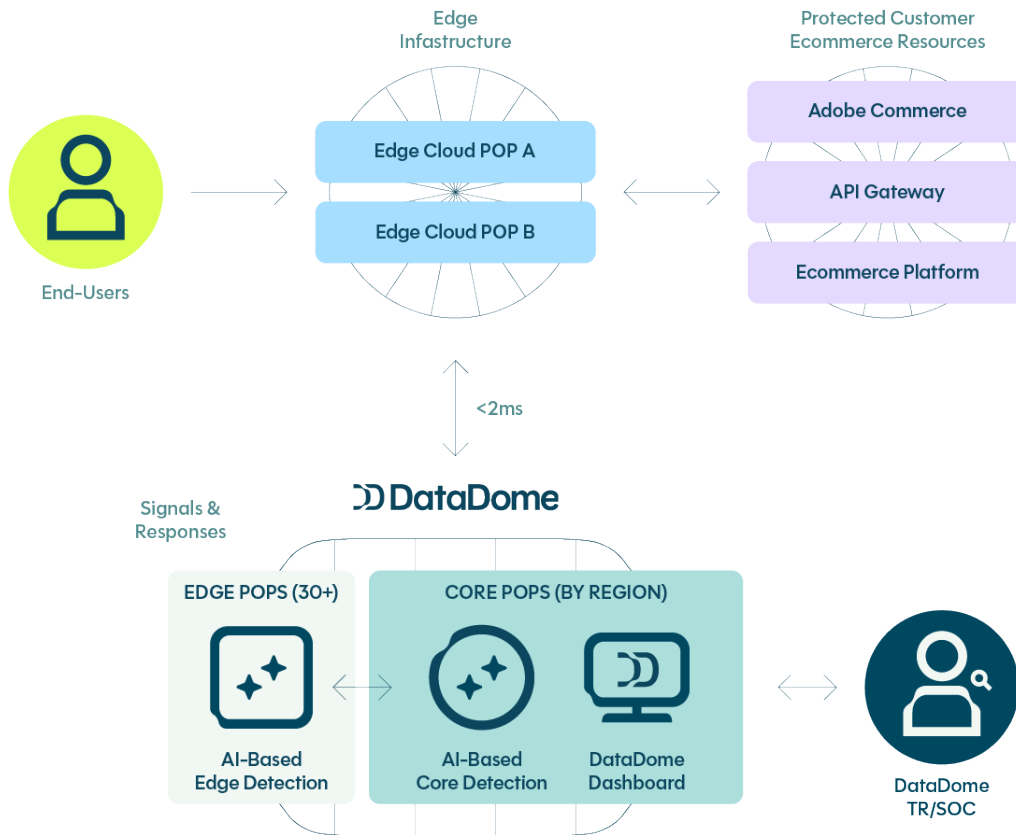 Edge
Infastructure
Protected Customer
Ecommerce Resources
Edge Cloud POP A
Edge Cloud POP B
Adobe Commerce
API Gateway
Ecommerce Platform
End-Users
<2ms
DataDome
Signals &
Responses
EDGE POPS (30+)
CORE POPS (BY REGION)
AI-Based
Edge Detection
AI-Based
Core Detection
DataDome
Dashboard
DataDome
TR/SOC